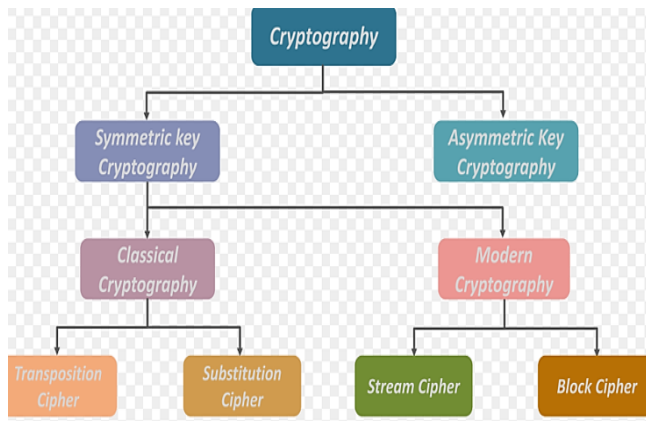 Cryptography
Symmetric key
Cryptography
Asymmetric Key
Cryptography
Classical
Cryptography
Modern
Cryptography
Transposition
Cipher
Substitution
Cipher
Stream Cipher
Block Cipher